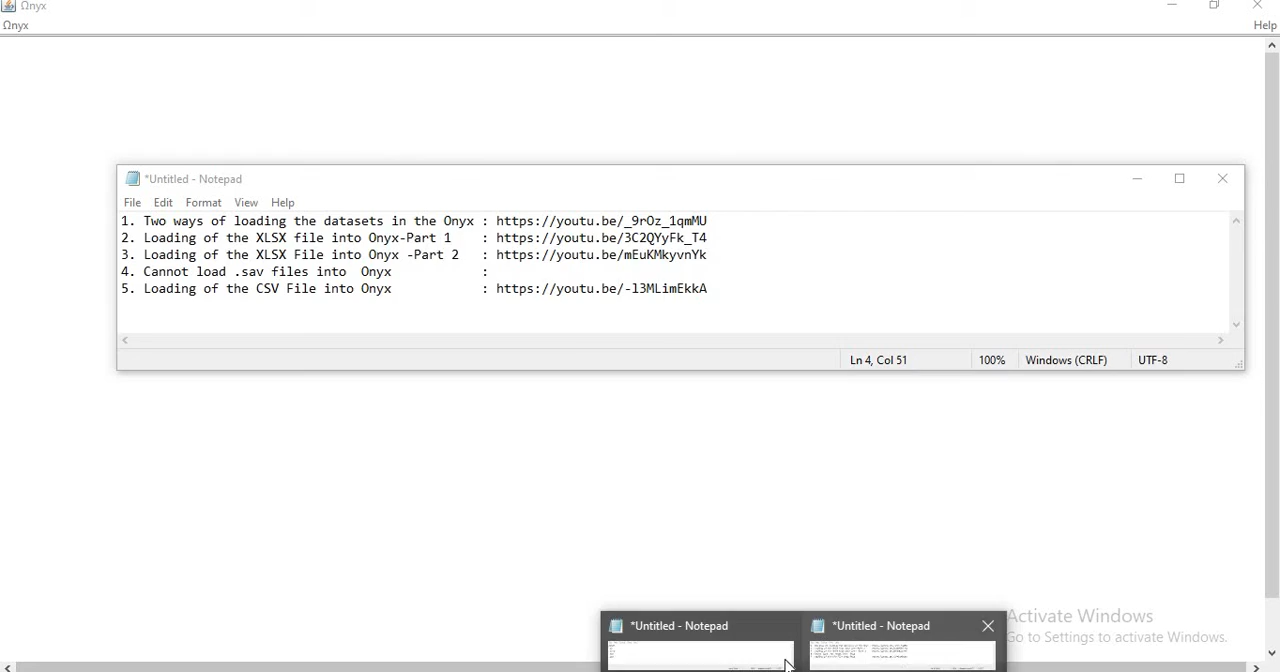 Ωnyx
Ωnyx
Help
*Untitled - Notepad
File Edit Format View Help
1. Two ways of loading the datasets in the Onyx : https://youtu.be/_9rOz_1qmMU
2. Loading of the XLSX file into Onyx-Part 1 : https://youtu.be/3C2QYyFk_T4
3. Loading of the XLSX File into Onyx -Part 2 : https://youtu.be/mEuKMkyvnYk
4. Cannot load .sav files into Onyx :
5. Loading of the CSV File into Onyx : https://youtu.be/-l3MLimEkkA
Ln 4, Col 51
100%
Windows (CRLF)
UTF-8
Activate Windows
Go to Settings to activate Windows.
*Untitled - Notepad
*Untitled - Notepad